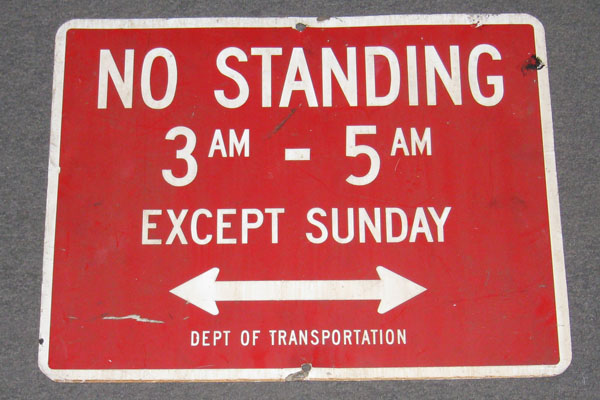 NO STANDING
3 AM - 5 AM
EXCEPT SUNDAY
DEPT OF TRANSPORTATION